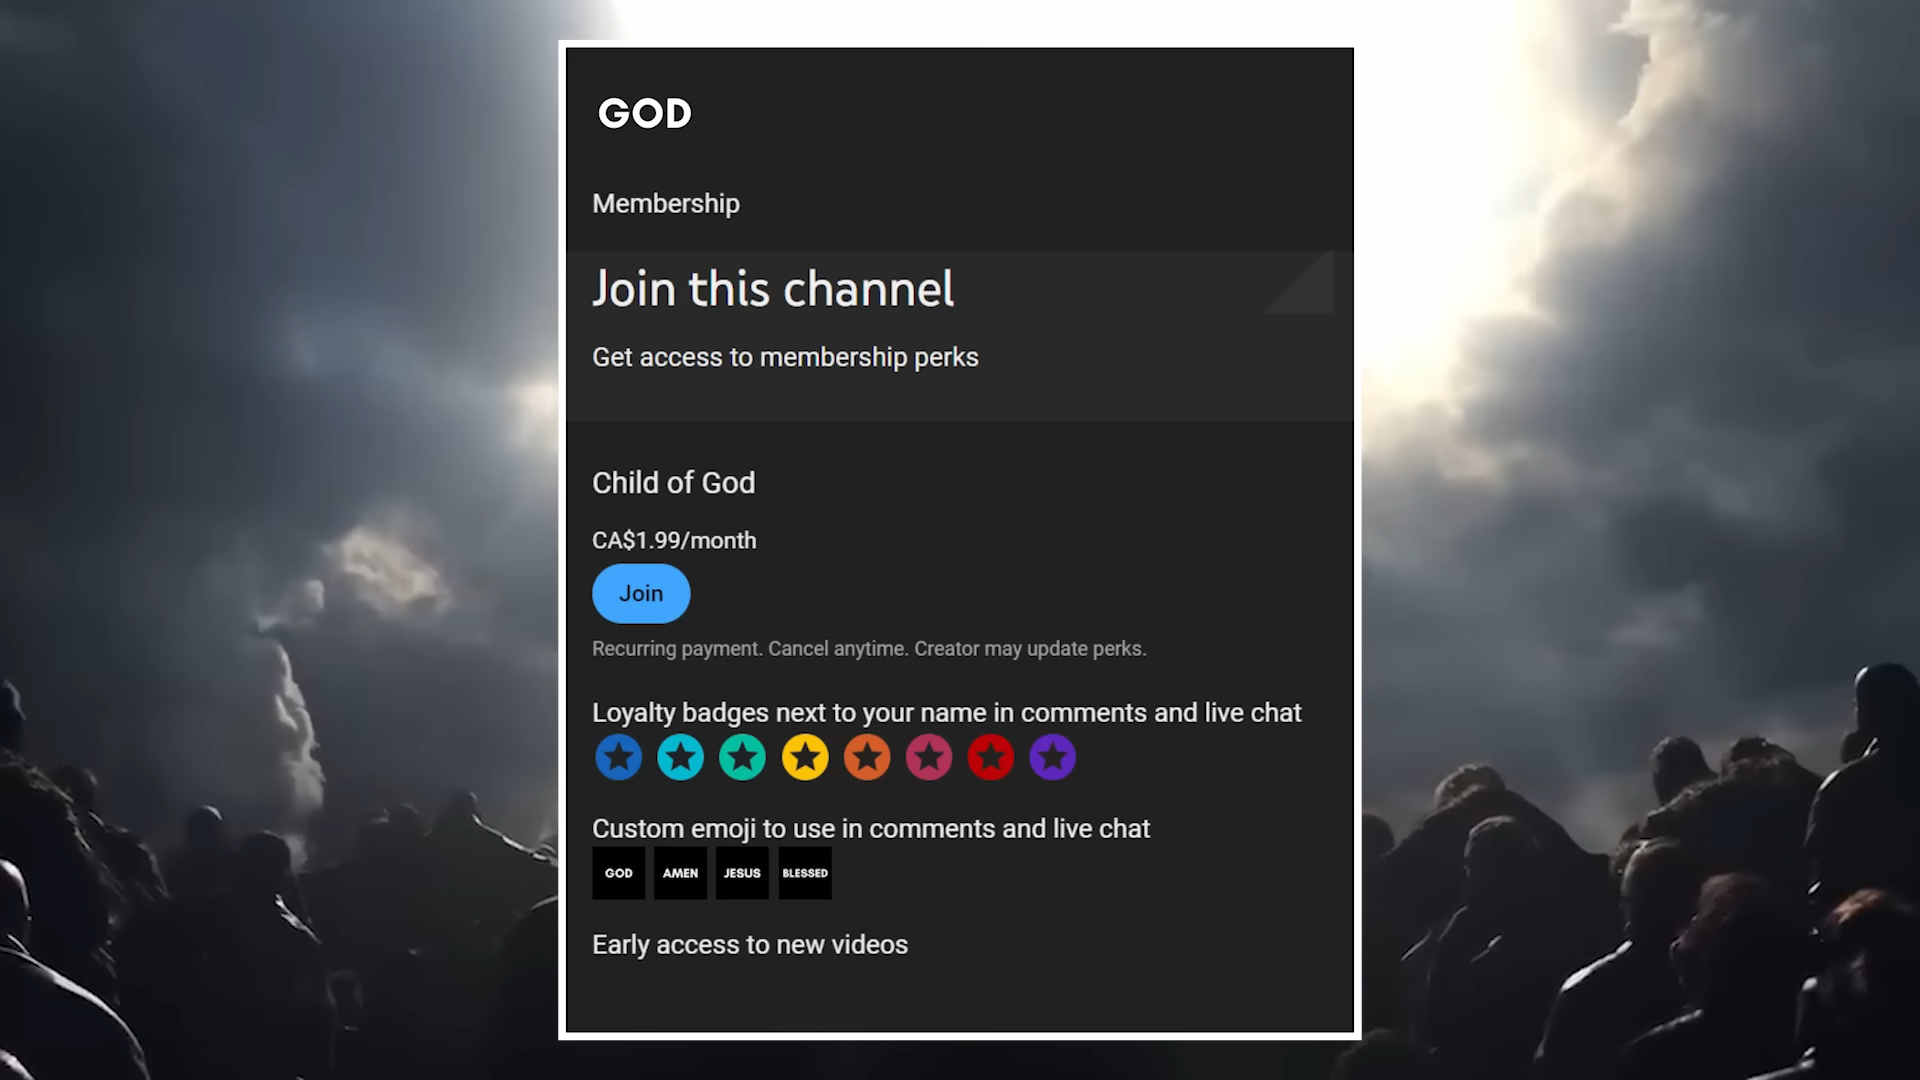 GOD
Membership
Join this channel
Get access to membership perks
Child of God
CA$1.99/month
Join
Recurring payment. Cancel anytime. Creator may update perks.
Loyalty badges next to your name in comments and live chat
Custom emoji to use in comments and live chat
GOD AMEN JESUS BLESSED
Early access to new videos